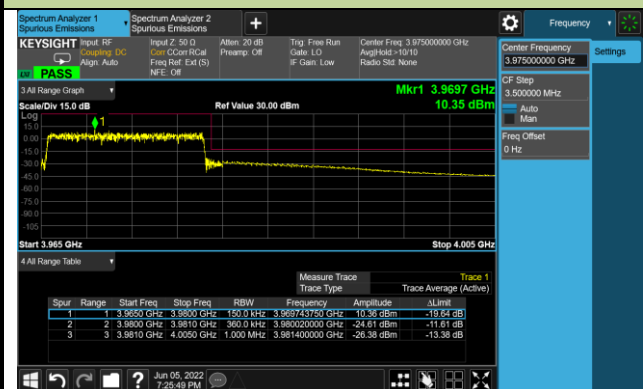 Spectrum Analyzer 1
Spurious Emissions
Spectrum Analyzer 2
Spurious Emissions
+
Frequency
KEYSIGHT
Input: RF
Coupling: DC
Align: Auto
Input Z: 50 Ω
Corr CCorr RCal
Freq Ref: Ext (S)
NFE: Off
Atten: 20 dB
Preamp: Off
Trig: Free Run
Gate: LO
IF Gain: Low
Center Freq: 3.975000000 GHz
Avg|Hold:>10/10
Radio Std: None
PASS
Center Frequency
3.975000000 GHz
Settings
CF Step
3.500000 MHz
Auto
Man
Freq Offset
0 Hz
3 All Range Graph
Mkr1 3.9697 GHz
10.35 dBm
Scale/Div 15.0 dB
Ref Value 30.00 dBm
Log
15.0
0.00
-15.0
-30.0
-45.0
-60.0
-75.0
-90.0
-105
1
Start 3.965 GHz
Stop 4.005 GHz
4 All Range Table
Measure Trace Trace 1
Trace Type Trace Average (Active)
Spur Range Start Freq Stop Freq RBW Frequency Amplitude ΔLimit
1 1 3.9650 GHz 3.9800 GHz 150.0 kHz 3.969743750 GHz 10.36 dBm -19.64 dB
2 2 3.9800 GHz 3.9810 GHz 360.0 kHz 3.980020000 GHz -24.61 dBm -11.61 dB
3 3 3.9810 GHz 4.0050 GHz 1.000 MHz 3.981400000 GHz -26.38 dBm -13.38 dB
?
Jun 05, 2022
7:25:49 PM